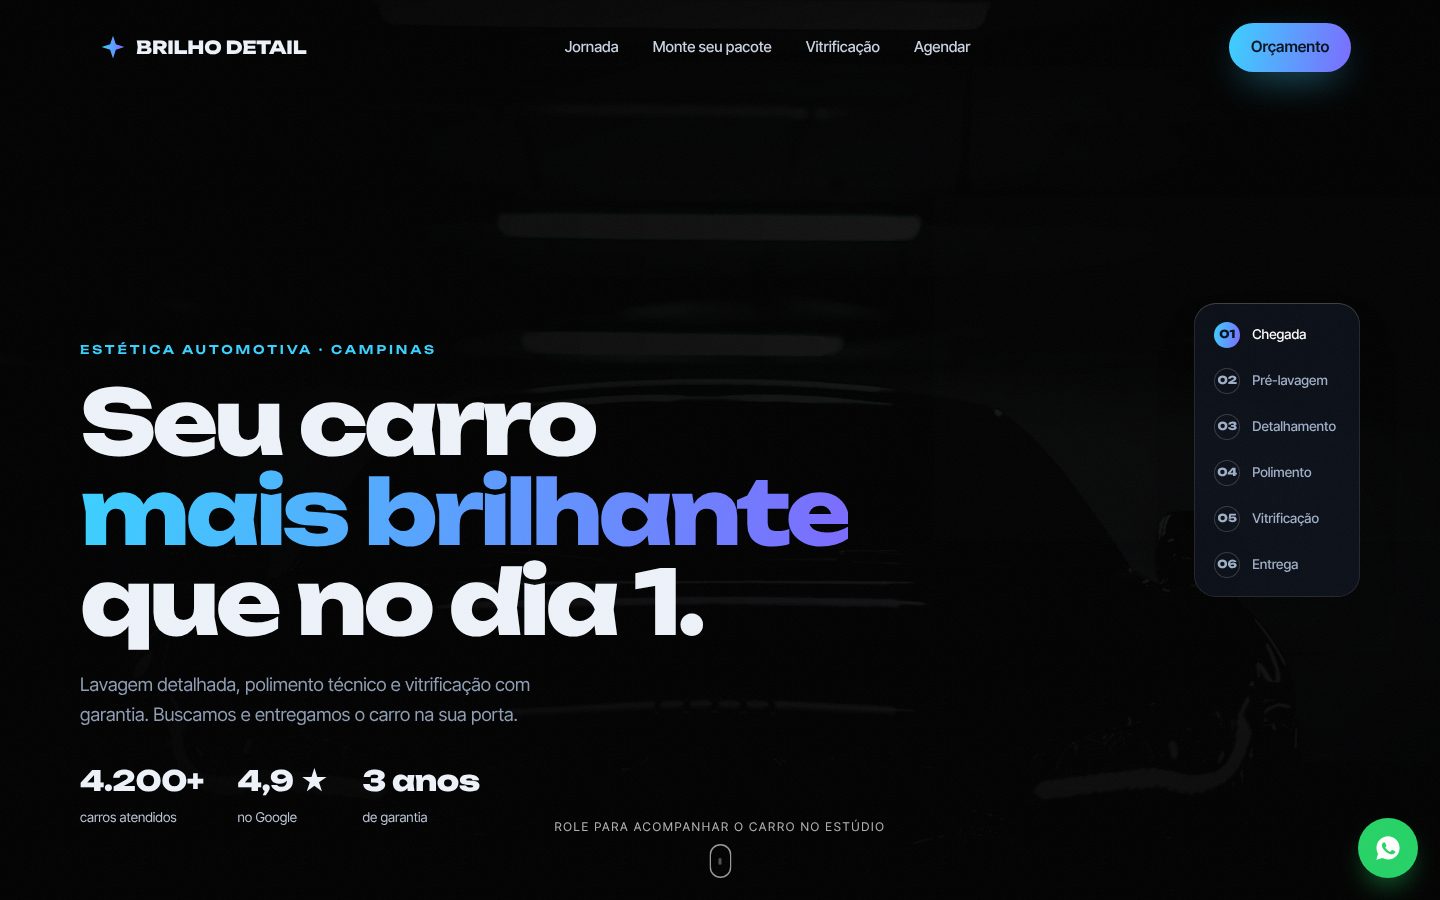 BRILHO DETAIL
Jornada
Monte seu pacote
Vitrificação
Agendar
Orçamento
ESTÉTICA AUTOMOTIVA · CAMPINAS
Seu carro
mais brilhante
que no dia 1.
Lavagem detalhada, polimento técnico e vitrificação com
garantia. Buscamos e entregamos o carro na sua porta.
4.200+
carros atendidos
4,9 ★
no Google
3 anos
de garantia
ROLE PARA ACOMPANHAR O CARRO NO ESTÚDIO
01 Chegada
02 Pré-lavagem
03 Detalhamento
04 Polimento
05 Vitrificação
06 Entrega